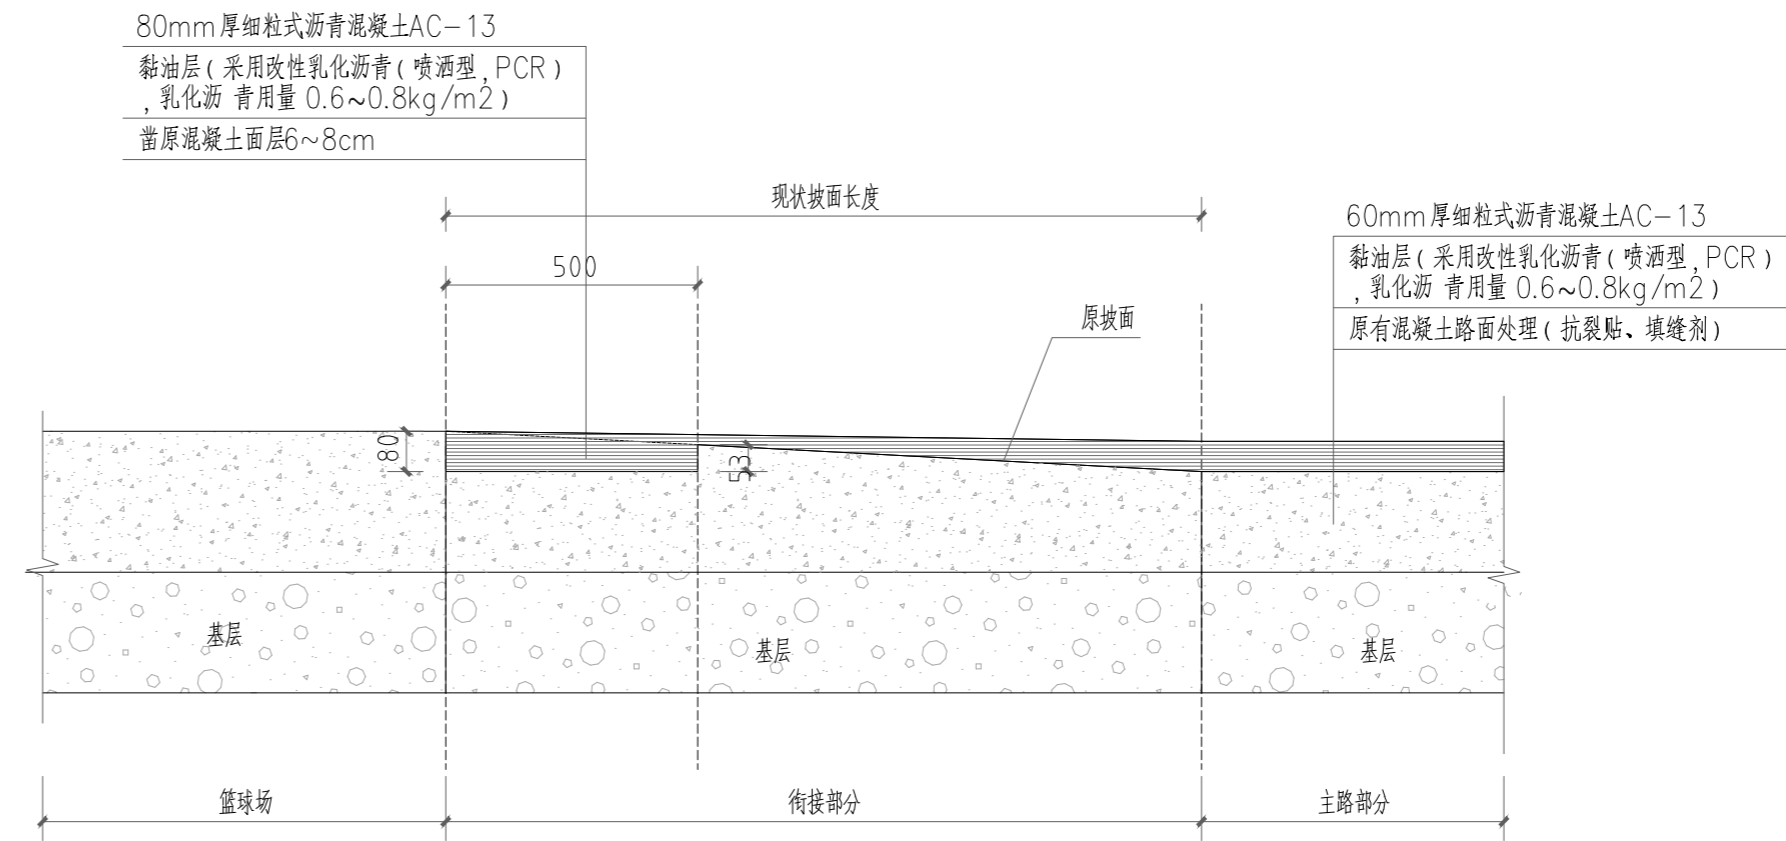 80mm厚细粒式沥青混凝土AC-13
黏油层(采用改性乳化沥青(喷洒型,PCR)
,乳化沥 青用量 0.6~0.8kg/m2)
凿原混凝土面层6~8cm
现状坡面长度
60mm厚细粒式沥青混凝土AC-13
黏油层(采用改性乳化沥青(喷洒型,PCR)
,乳化沥 青用量 0.6~0.8kg/m2)
原有混凝土路面处理(抗裂贴、填缝剂)
500
原坡面
80
53
基层
基层
基层
篮球场
衔接部分
主路部分